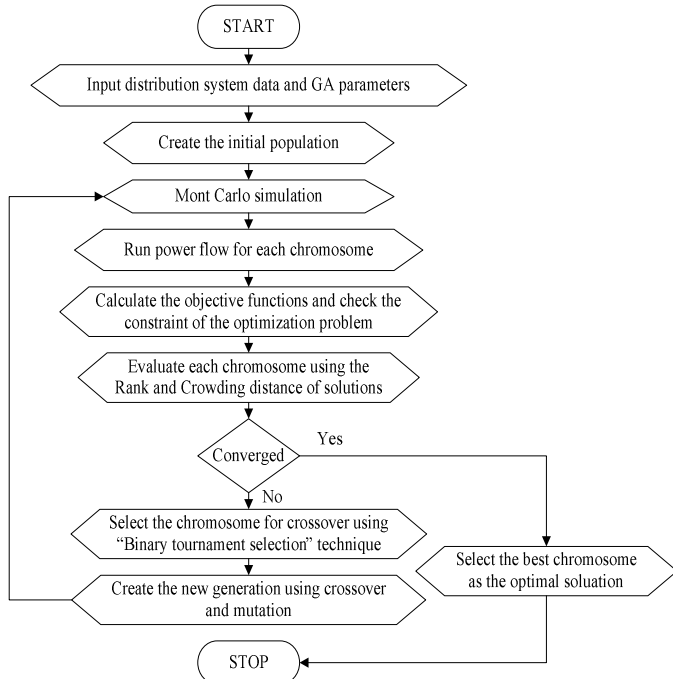 START
Input distribution system data and GA parameters
Create the initial population
Mont Carlo simulation
Run power flow for each chromosome
Calculate the objective functions and check the
constraint of the optimization problem
Evaluate each chromosome using the
Rank and Crowding distance of solutions
Converged
Yes
No
Select the chromosome for crossover using
“Binary tournament selection” technique
Create the new generation using crossover
and mutation
Select the best chromosome
as the optimal soluation
STOP